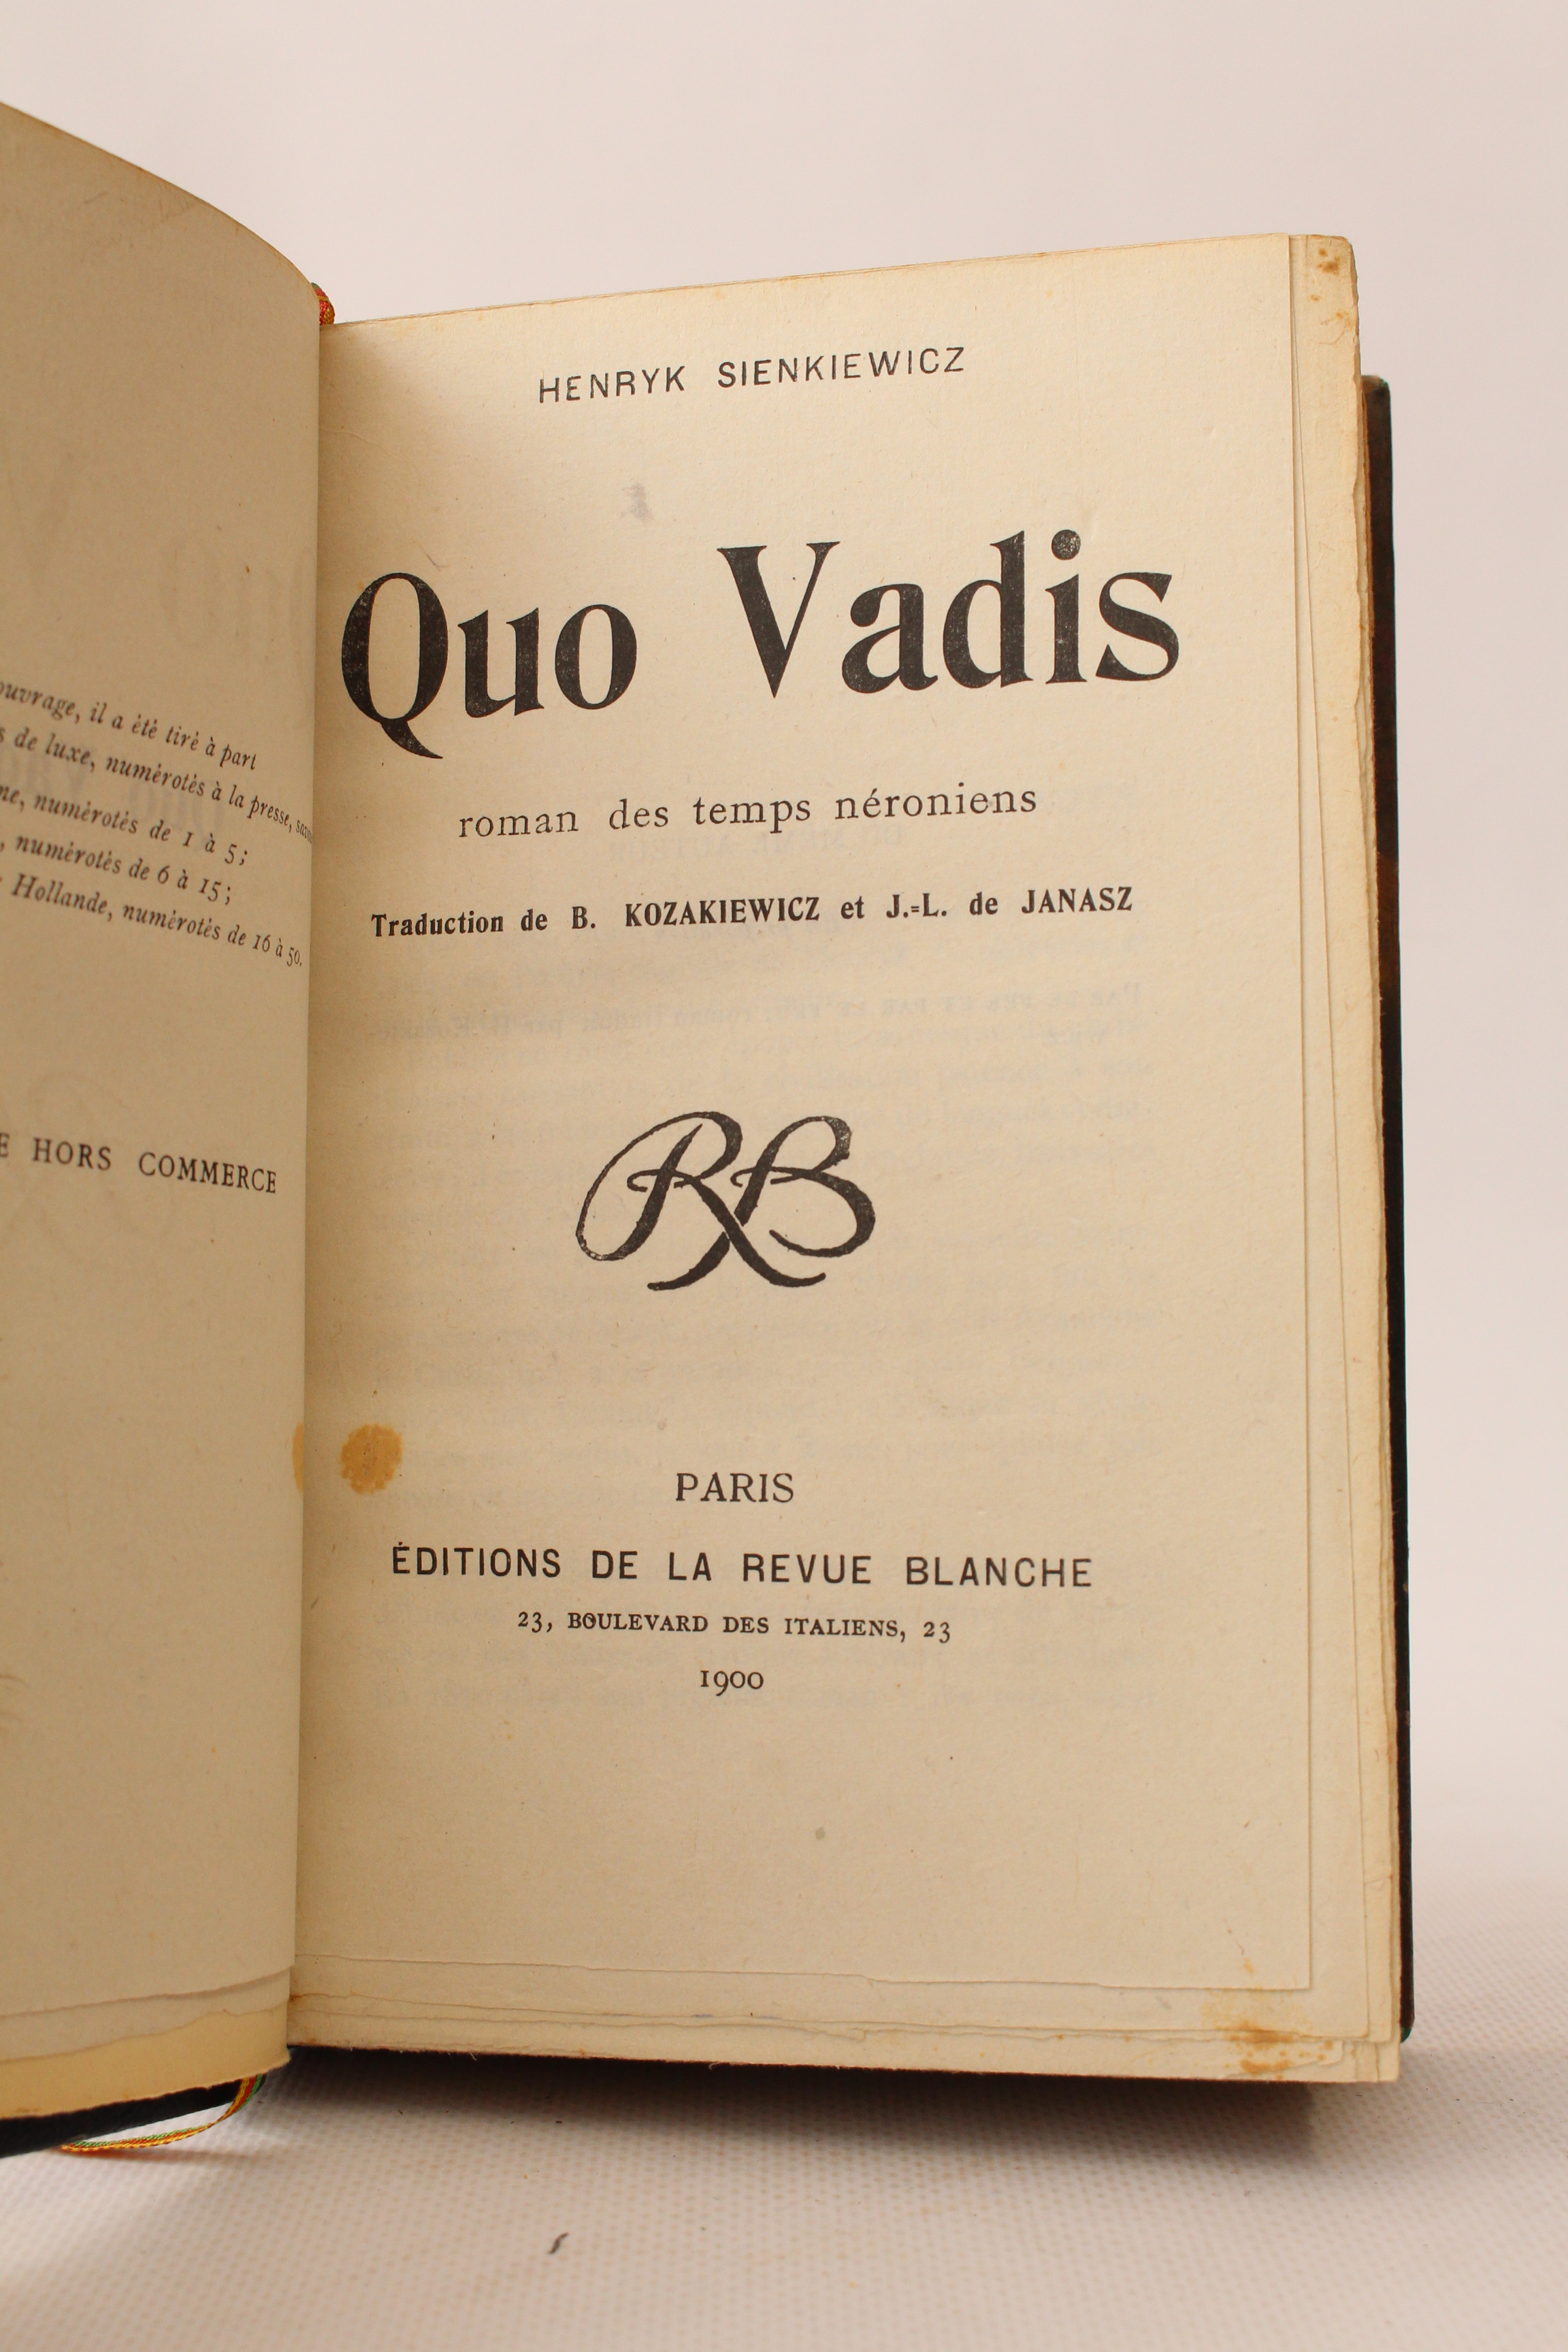 ouvrage, il a été tiré à part
de luxe, numérotés à la presse,
numérotés de 1 à 5;
numérotés de 6 à 15;
Hollande, numérotés de 16 à 50.
HORS COMMERCE
HENRYK SIENKIEWICZ
Quo Vadis
roman des temps néroniens
Traduction de B. KOZAKIEWICZ et J.-L. de JANASZ
RB
PARIS
ÉDITIONS DE LA REVUE BLANCHE
23, BOULEVARD DES ITALIENS, 23
1900